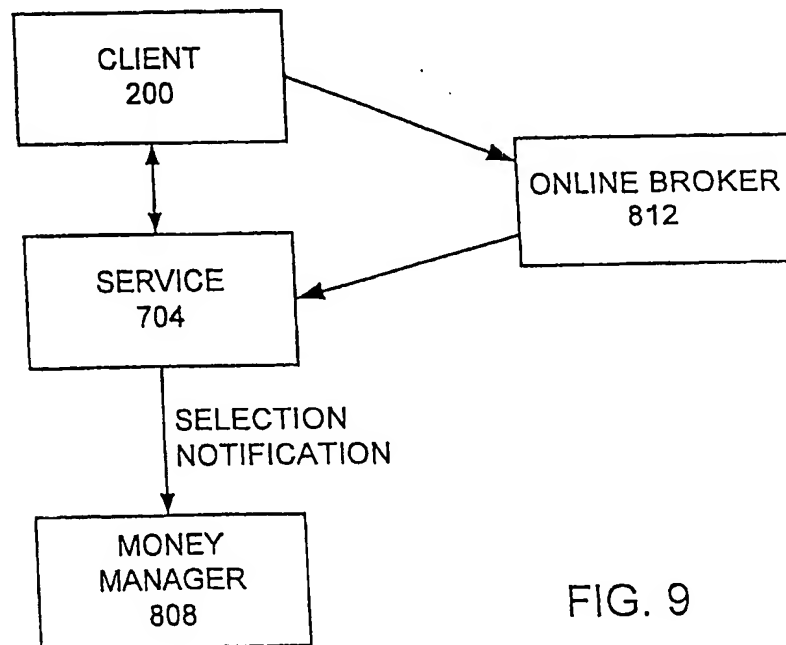 CLIENT
200
ONLINE BROKER
812
SERVICE
704
SELECTION
NOTIFICATION
MONEY
MANAGER
808
FIG. 9